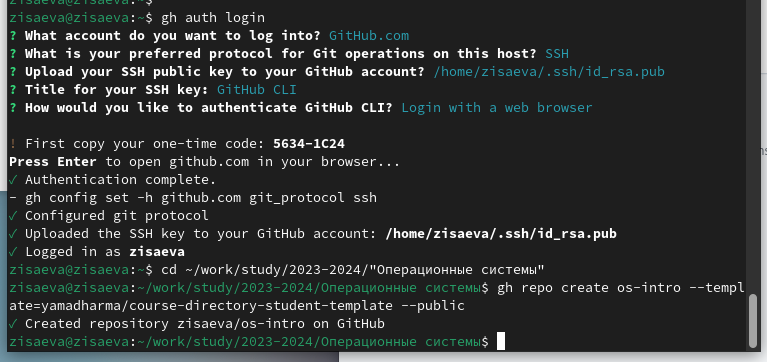 zisaeva@zisaeva:~$
zisaeva@zisaeva:~$ gh auth login
? What account do you want to log into? GitHub.com
? What is your preferred protocol for Git operations on this host? SSH
? Upload your SSH public key to your GitHub account? /home/zisaeva/.ssh/id_rsa.pub
? Title for your SSH key: GitHub CLI
? How would you like to authenticate GitHub CLI? Login with a web browser
! First copy your one-time code: 5634-1C24
Press Enter to open github.com in your browser...
✓ Authentication complete.
- gh config set -h github.com git_protocol ssh
✓ Configured git protocol
✓ Uploaded the SSH key to your GitHub account: /home/zisaeva/.ssh/id_rsa.pub
✓ Logged in as zisaeva
zisaeva@zisaeva:~$ cd ~/work/study/2023-2024/"Операционные системы"
zisaeva@zisaeva:~/work/study/2023-2024/Операционные системы$ gh repo create os-intro --templ
ate=yamadharma/course-directory-student-template --public
✓ Created repository zisaeva/os-intro on GitHub
zisaeva@zisaeva:~/work/study/2023-2024/Операционные системы$